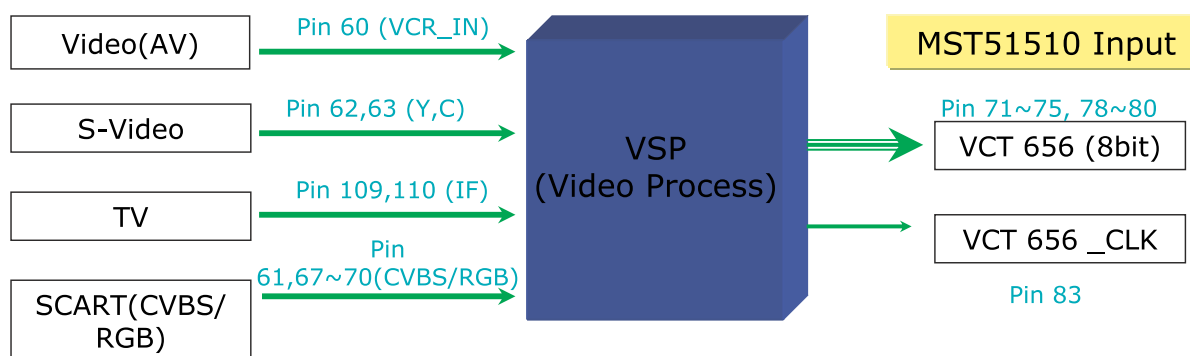 Video(AV)
Pin 60 (VCR_IN)
S-Video
Pin 62,63 (Y,C)
TV
Pin 109,110 (IF)
SCART(CVBS/
RGB)
Pin
61,67~70(CVBS/RGB)
VSP
(Video Process)
MST51510 Input
Pin 71~75, 78~80
VCT 656 (8bit)
VCT 656 _CLK
Pin 83